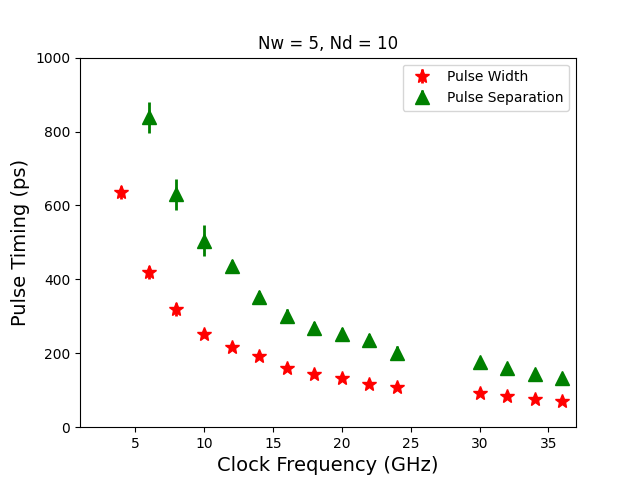 Nw = 5, Nd = 10
1000
800
600
400
200
0
Pulse Timing (ps)
Pulse Width
Pulse Separation
5
10
15
20
25
30
35
Clock Frequency (GHz)